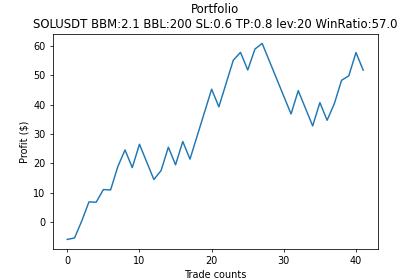 Portfolio
SOLUSDT BBM:2.1 BBL:200 SL:0.6 TP:0.8 lev:20 WinRatio:57.0
60
50
40
30
20
10
0
Profit ($)
0 10 20 30 40
Trade counts